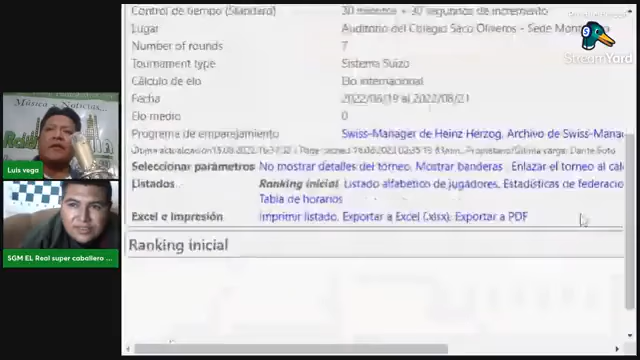 Control de tiempo (Standard) 30 minutos + 30 segundos de incremento
Lugar Auditorio del Colegio Saco Oliveros - Sede
Number of rounds 7
Tournament type Sistema Suizo
Cálculo de elo Elo internacional
Fecha 2022/08/19 al 2022/08/21
Elo medio 0
Programa de emparejamiento Swiss-Manager de Heinz Herzog, Archivo de Swiss-Mana
Seleccionar parámetros No mostrar detalles del torneo, Mostrar banderas Enlazar el torneo al cal
Listados Ranking inicial Listado alfabético de jugadores, Estadísticas de federacio
Tabla de horarios
Excel e Impresión Imprimir listado, Exportar a Excel (.xlsx), Exportar a PDF
Ranking inicial
StreamYard
Música y Noticias...
Luis vega
SGM EL Real super caballero ...